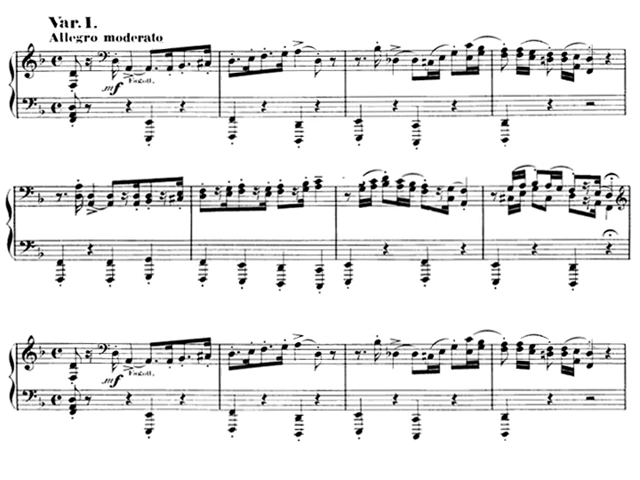 Var. I.
Allegro moderato
mf
Fagott.
mf
Fagott.